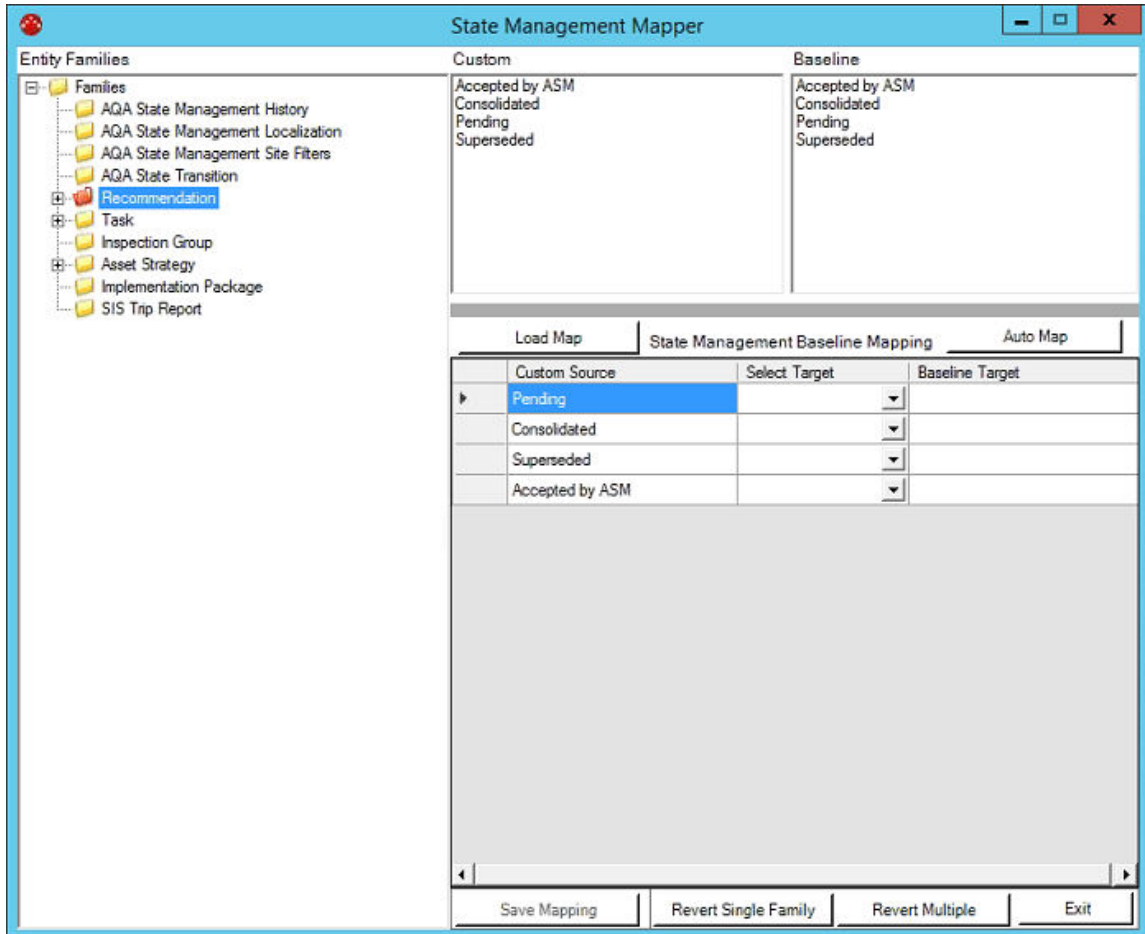 State Management Mapper
Entity Families
Families
AQA State Management History
AQA State Management Localization
AQA State Management Site Filters
AQA State Transition
Recommendation
Task
Inspection Group
Asset Strategy
Implementation Package
SIS Trip Report
Custom
Accepted by ASM
Consolidated
Pending
Superseded
Baseline
Accepted by ASM
Consolidated
Pending
Superseded
Load Map State Management Baseline Mapping Auto Map
Custom Source Select Target Baseline Target
Pending
Consolidated
Superseded
Accepted by ASM
Save Mapping Revert Single Family Revert Multiple Exit